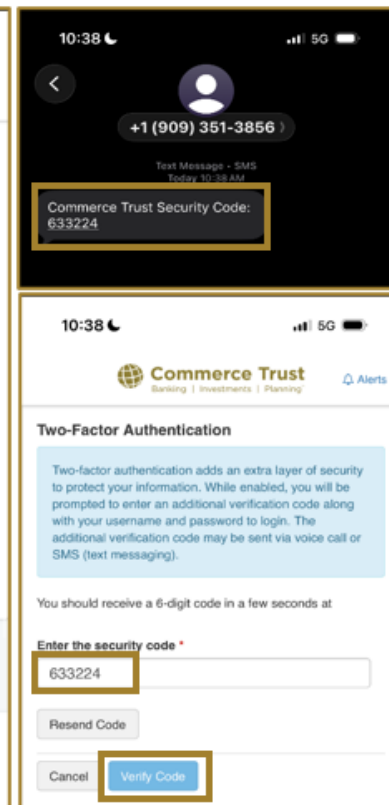 10:38
5G
+1 (909) 351-3856
Text Message - SMS
Today 10:38 AM
Commerce Trust Security Code:
633224
10:38
5G
Commerce Trust
Banking | Investments | Planning
Alerts
Two-Factor Authentication
Two-factor authentication adds an extra layer of security
to protect your information. While enabled, you will be
prompted to enter an additional verification code along
with your username and password to login. The
additional verification code may be sent via voice call or
SMS (text messaging).
You should receive a 6-digit code in a few seconds at
Enter the security code *
633224
Resend Code
Cancel
Verify Code